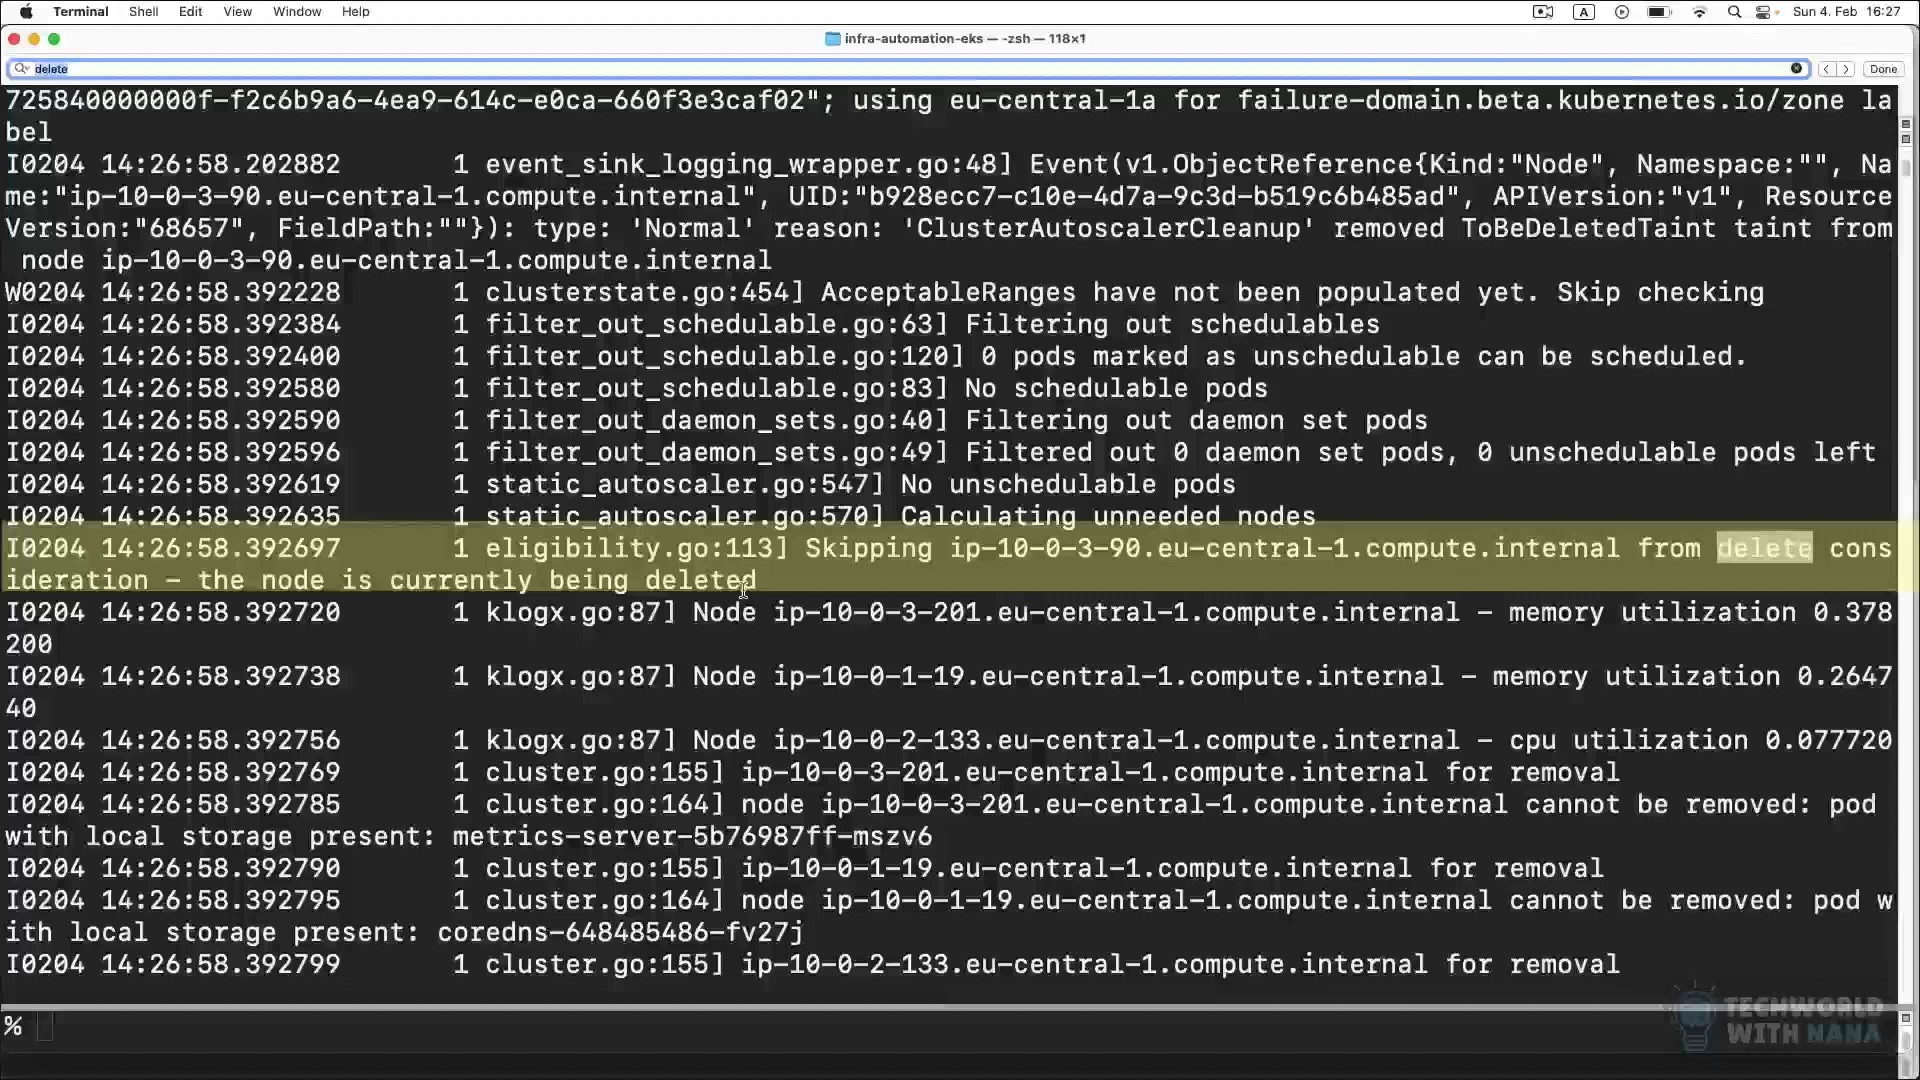 Terminal Shell Edit View Window Help A Sun 4. Feb 16:27
infra-automation-eks — -zsh — 118×1
delete Done
725840000000f-f2c6b9a6-4ea9-614c-e0ca-660f3e3caf02"; using eu-central-1a for failure-domain.beta.kubernetes.io/zone la
bel
I0204 14:26:58.202882 1 event_sink_logging_wrapper.go:48] Event(v1.ObjectReference{Kind:"Node", Namespace:"", Na
me:"ip-10-0-3-90.eu-central-1.compute.internal", UID:"b928ecc7-c10e-4d7a-9c3d-b519c6b485ad", APIVersion:"v1", Resource
Version:"68657", FieldPath:""}): type: 'Normal' reason: 'ClusterAutoscalerCleanup' removed ToBeDeletedTaint taint from
node ip-10-0-3-90.eu-central-1.compute.internal
W0204 14:26:58.392228 1 clusterstate.go:454] AcceptableRanges have not been populated yet. Skip checking
I0204 14:26:58.392384 1 filter_out_schedulable.go:63] Filtering out schedulables
I0204 14:26:58.392400 1 filter_out_schedulable.go:120] 0 pods marked as unschedulable can be scheduled.
I0204 14:26:58.392580 1 filter_out_schedulable.go:83] No schedulable pods
I0204 14:26:58.392590 1 filter_out_daemon_sets.go:40] Filtering out daemon set pods
I0204 14:26:58.392596 1 filter_out_daemon_sets.go:49] Filtered out 0 daemon set pods, 0 unschedulable pods left
I0204 14:26:58.392619 1 static_autoscaler.go:547] No unschedulable pods
I0204 14:26:58.392635 1 static_autoscaler.go:570] Calculating unneeded nodes
I0204 14:26:58.392697 1 eligibility.go:113] Skipping ip-10-0-3-90.eu-central-1.compute.internal from delete cons
ideration - the node is currently being deleted
I0204 14:26:58.392720 1 klogx.go:87] Node ip-10-0-3-201.eu-central-1.compute.internal - memory utilization 0.378
200
I0204 14:26:58.392738 1 klogx.go:87] Node ip-10-0-1-19.eu-central-1.compute.internal - memory utilization 0.2647
40
I0204 14:26:58.392756 1 klogx.go:87] Node ip-10-0-2-133.eu-central-1.compute.internal - cpu utilization 0.077720
I0204 14:26:58.392769 1 cluster.go:155] ip-10-0-3-201.eu-central-1.compute.internal for removal
I0204 14:26:58.392785 1 cluster.go:164] node ip-10-0-3-201.eu-central-1.compute.internal cannot be removed: pod
with local storage present: metrics-server-5b76987ff-mszv6
I0204 14:26:58.392790 1 cluster.go:155] ip-10-0-1-19.eu-central-1.compute.internal for removal
I0204 14:26:58.392795 1 cluster.go:164] node ip-10-0-1-19.eu-central-1.compute.internal cannot be removed: pod w
ith local storage present: coredns-648485486-fv27j
I0204 14:26:58.392799 1 cluster.go:155] ip-10-0-2-133.eu-central-1.compute.internal for removal
%
TECHWORLD
WITH NANA